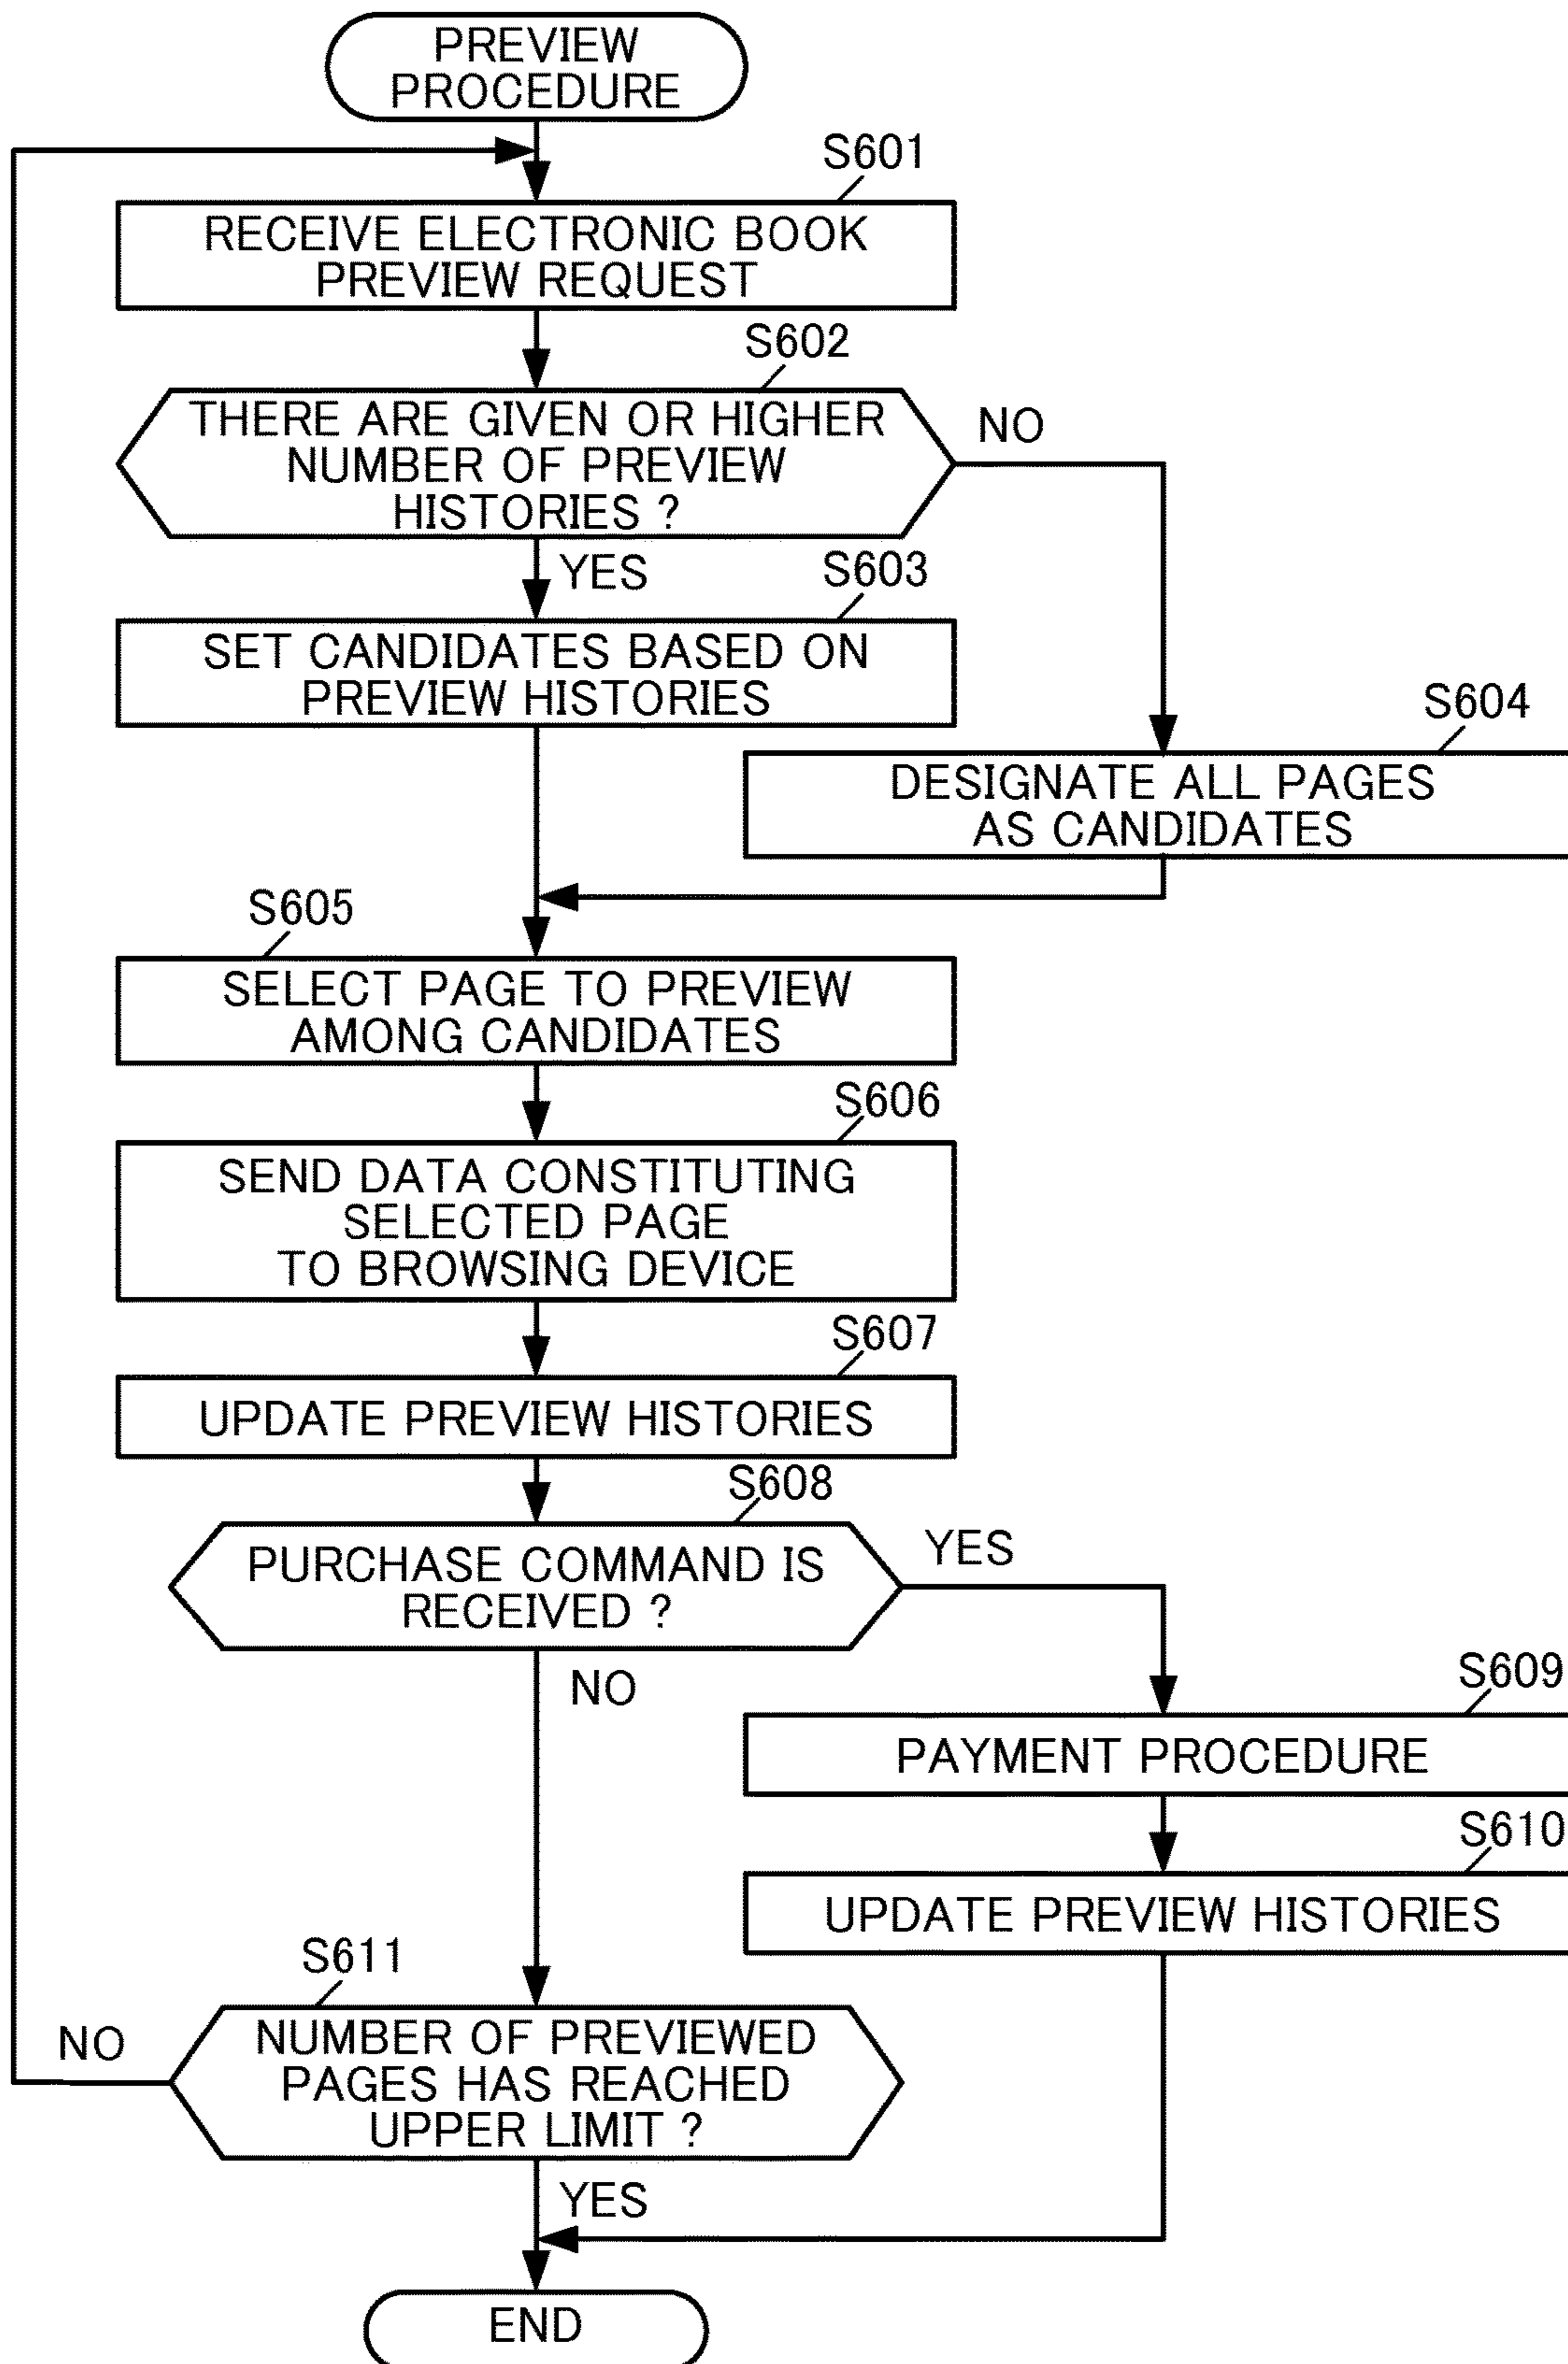 PREVIEW
PROCEDURE
S601
RECEIVE ELECTRONIC BOOK
PREVIEW REQUEST
S602
THERE ARE GIVEN OR HIGHER
NUMBER OF PREVIEW
HISTORIES ?
NO
YES
S603
SET CANDIDATES BASED ON
PREVIEW HISTORIES
S604
DESIGNATE ALL PAGES
AS CANDIDATES
S605
SELECT PAGE TO PREVIEW
AMONG CANDIDATES
S606
SEND DATA CONSTITUTING
SELECTED PAGE
TO BROWSING DEVICE
S607
UPDATE PREVIEW HISTORIES
S608
PURCHASE COMMAND IS
RECEIVED ?
YES
NO
S609
PAYMENT PROCEDURE
S610
UPDATE PREVIEW HISTORIES
S611
NUMBER OF PREVIEWED
PAGES HAS REACHED
UPPER LIMIT ?
NO
YES
END